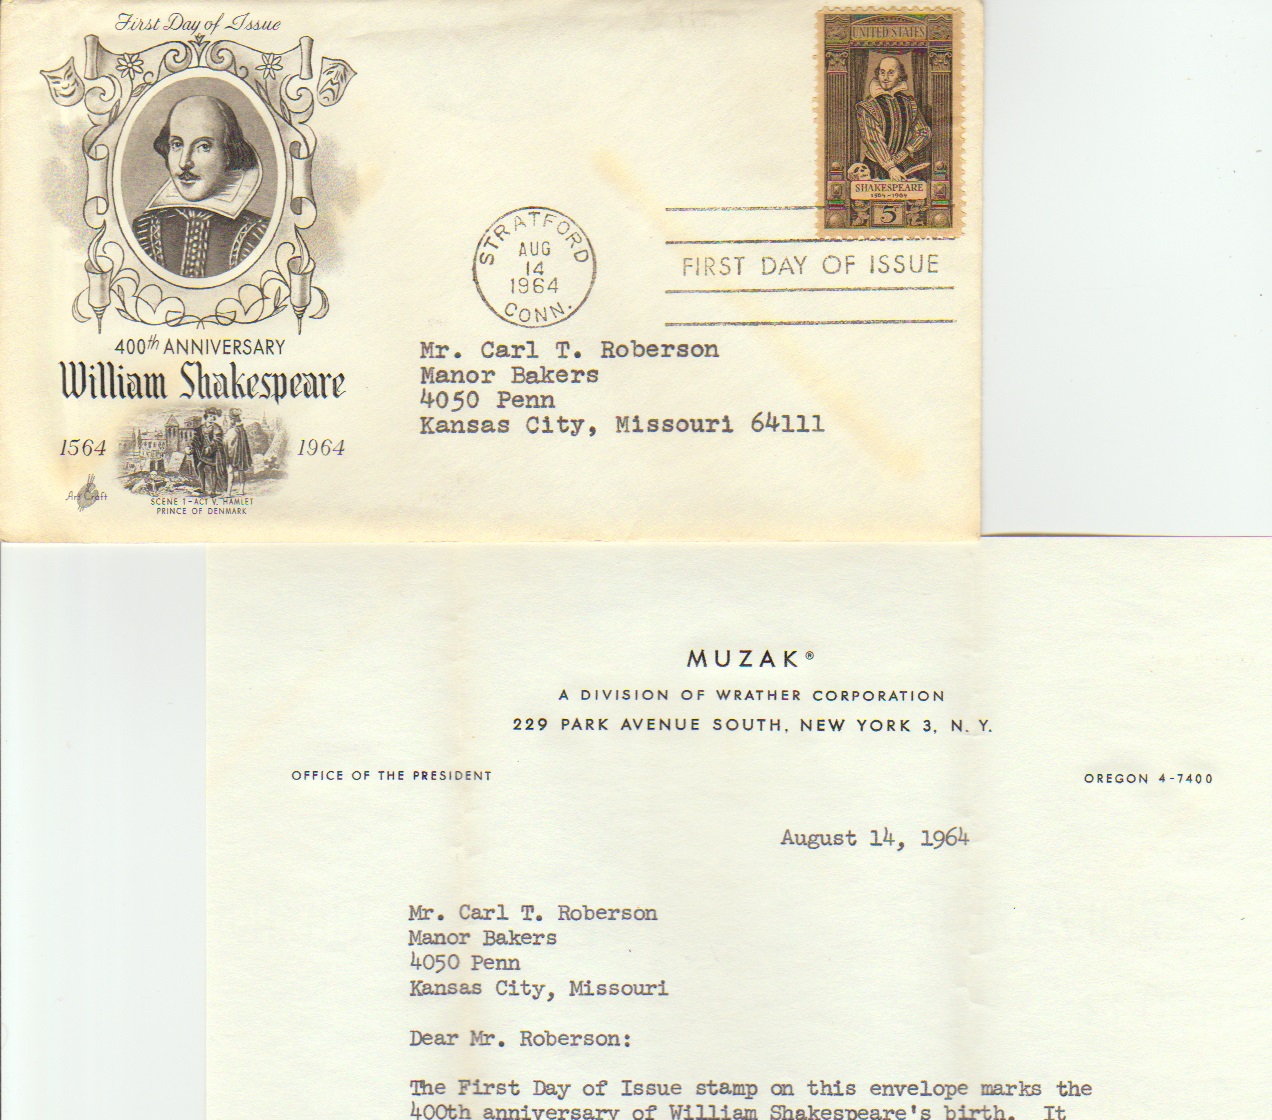 First Day of Issue
400th ANNIVERSARY
William Shakespeare
1564 1964
Art Craft
SCENE 1-ACT V. HAMLET
PRINCE OF DENMARK
UNITED STATES
SHAKESPEARE
1564-1964
5¢
STRATFORD
AUG
14
1964
CONN.
FIRST DAY OF ISSUE
Mr. Carl T. Roberson
Manor Bakers
4050 Penn
Kansas City, Missouri 64111
MUZAK®
A DIVISION OF WRATHER CORPORATION
229 PARK AVENUE SOUTH, NEW YORK 3, N.Y.
OFFICE OF THE PRESIDENT
OREGON 4-7400
August 14, 1964
Mr. Carl T. Roberson
Manor Bakers
4050 Penn
Kansas City, Missouri
Dear Mr. Roberson:
The First Day of Issue stamp on this envelope marks the
400th anniversary of William Shakespeare's birth. It